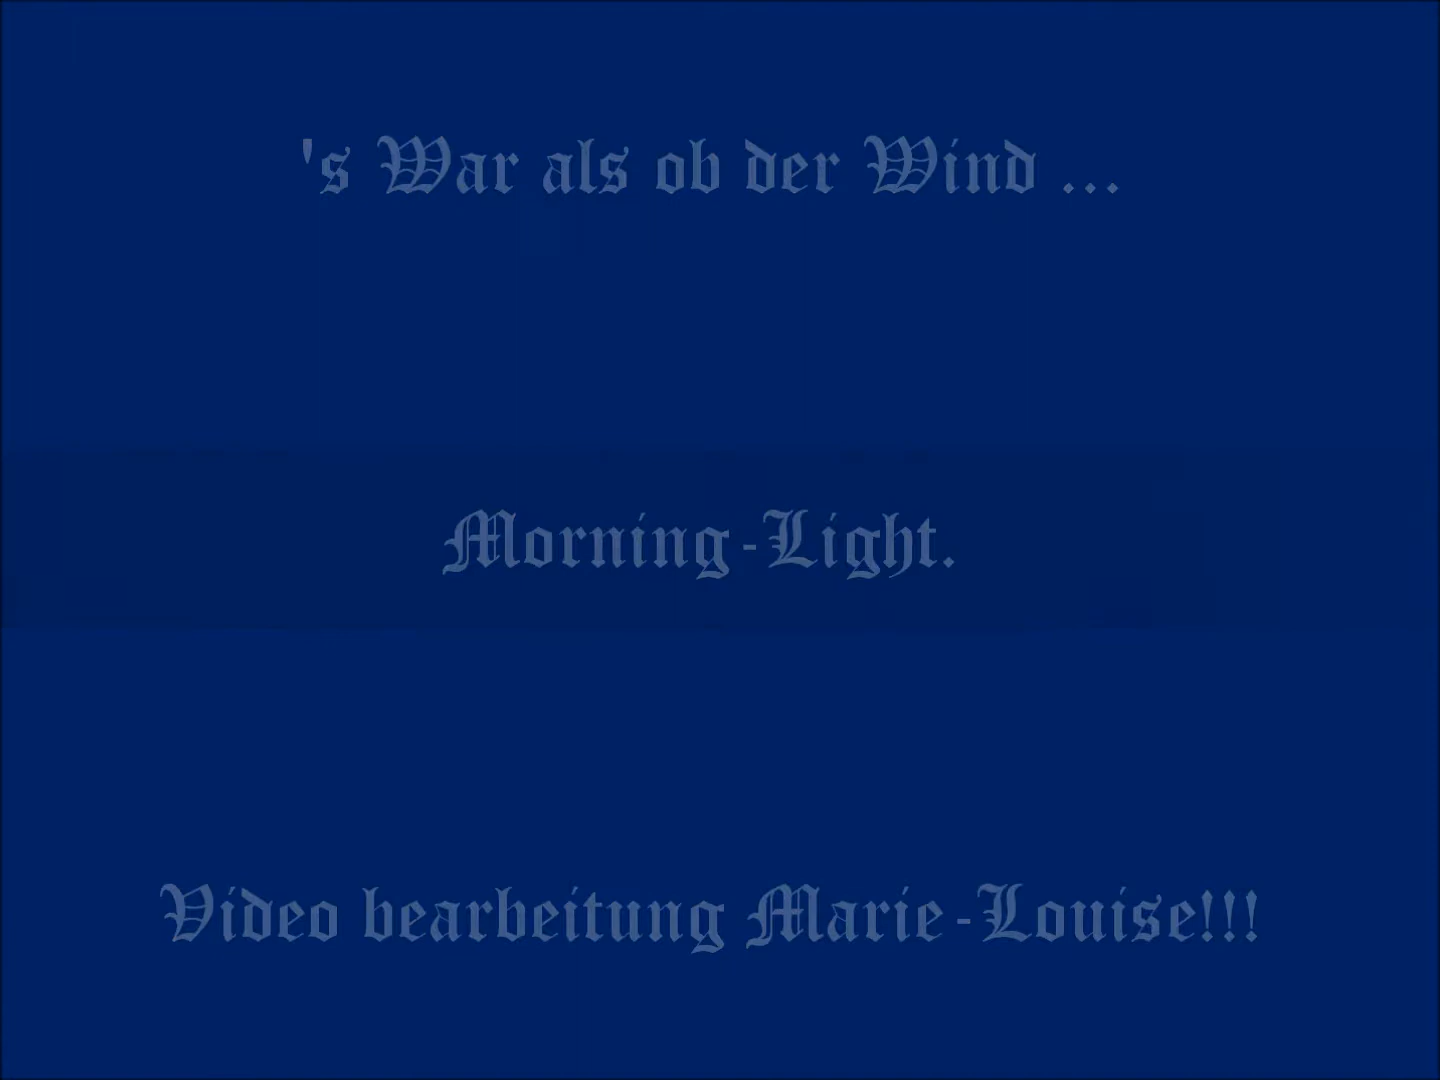 's War als ob der Wind ...
Morning-Light.
Video bearbeitung Marie-Louise!!!